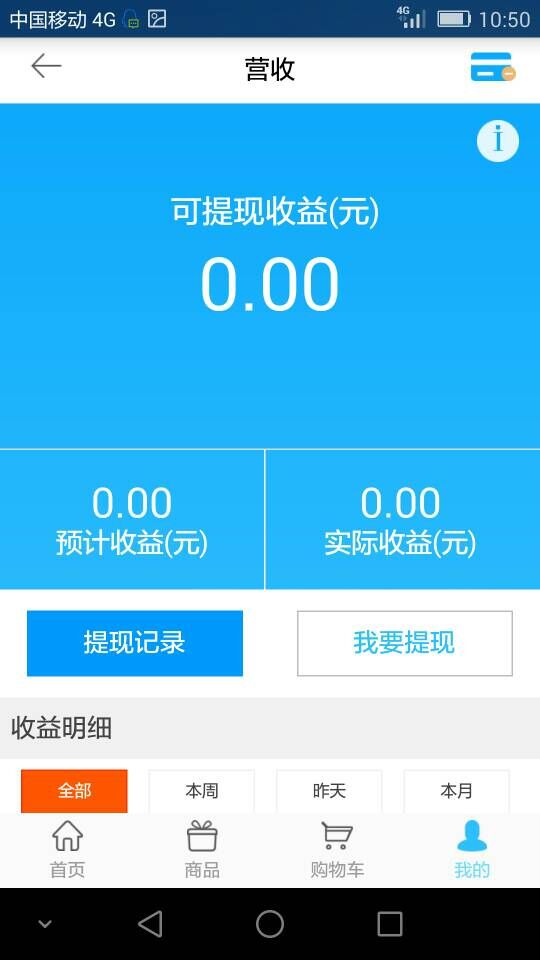 中国移动 4G
4G
10:50
营收
i
可提现收益(元)
0.00
0.00
预计收益(元)
0.00
实际收益(元)
提现记录
我要提现
收益明细
全部
本周
昨天
本月
首页
商品
购物车
我的